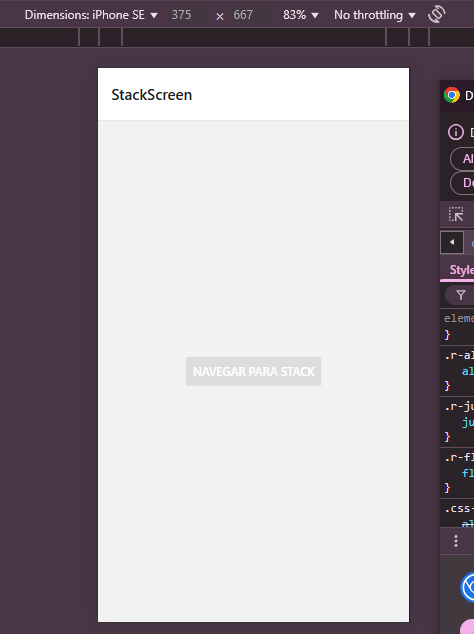 Dimensions: iPhone SE 375 × 667 83% No throttling
StackScreen
NAVEGAR PARA STACK
D
D
Al
De
Style
eleme
}
.r-al
al
}
.r-ju
ju
}
.r-fl
fl
}
.css-
al